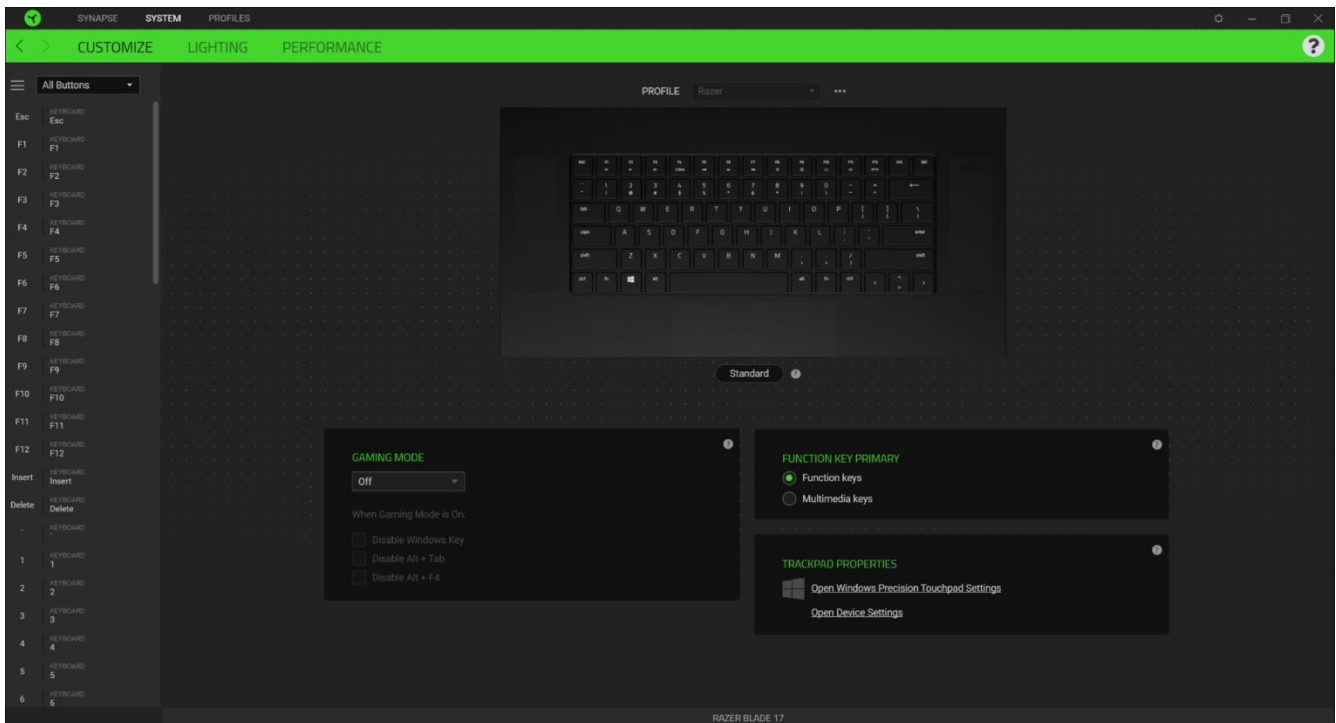 SYNAPSE SYSTEM PROFILES
CUSTOMIZE LIGHTING PERFORMANCE ?
All Buttons
PROFILE Razer
Esc KEYBOARD Esc
F1 KEYBOARD F1
F2 KEYBOARD F2
F3 KEYBOARD F3
F4 KEYBOARD F4
F5 KEYBOARD F5
F6 KEYBOARD F6
F7 KEYBOARD F7
F8 KEYBOARD F8
F9 KEYBOARD F9
F10 KEYBOARD F10
F11 KEYBOARD F11
F12 KEYBOARD F12
Insert KEYBOARD Insert
Delete KEYBOARD Delete
KEYBOARD
1 KEYBOARD 1
2 KEYBOARD 2
3 KEYBOARD 3
4 KEYBOARD 4
5 KEYBOARD 5
6 KEYBOARD 6
Q W E R T Y U I O P [ ] \
A S D F G H J K L
Z X C V B N M
Standard ?
GAMING MODE ?
Off
When Gaming Mode is On:
Disable Windows Key
Disable Alt + Tab
Disable Alt + F4
FUNCTION KEY PRIMARY ?
Function keys
Multimedia keys
TRACKPAD PROPERTIES ?
Open Windows Precision Touchpad Settings
Open Device Settings
RAZER BLADE 17